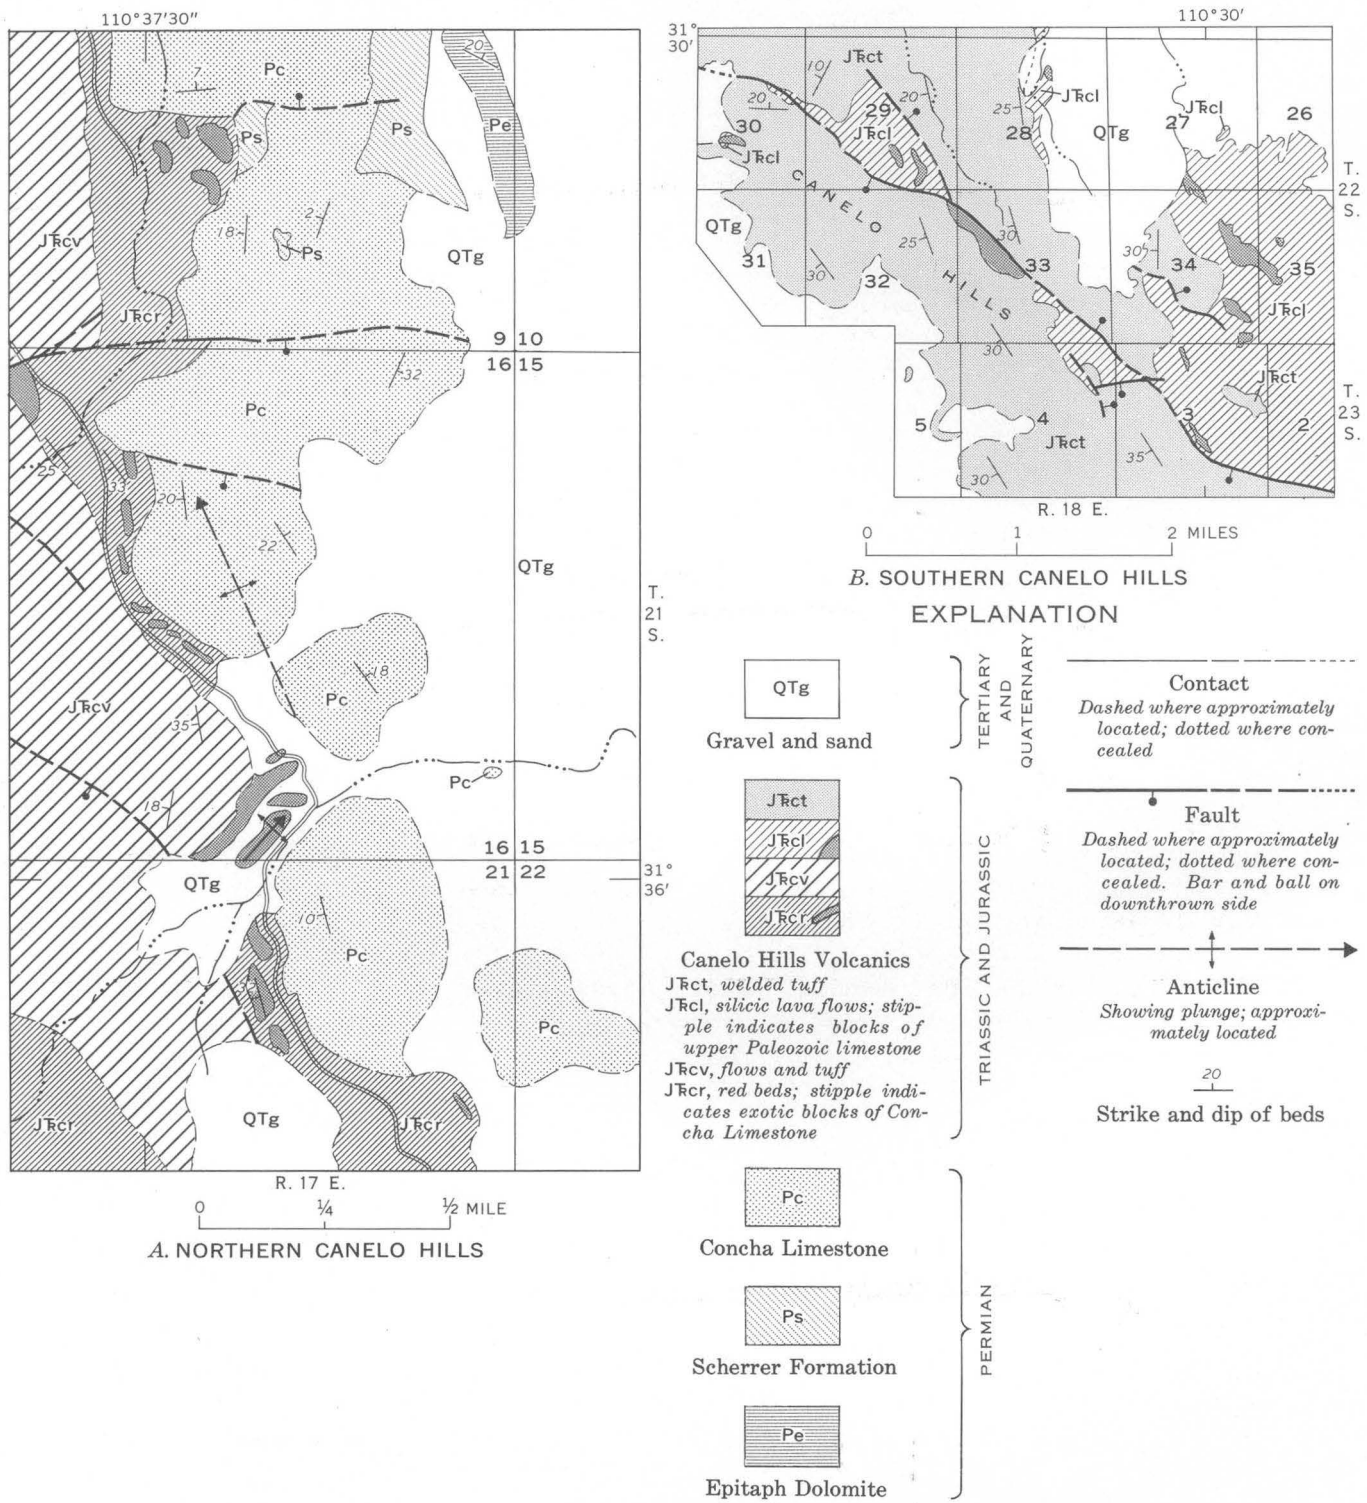 110°37'30"
7
Pc
20
Ps
Ps
Pe
2
18
Ps
JTRcv
QTg
JTRcr
9 10
16 15
32
Pc
25
33
20
22
QTg
T.
21
S.
18
Pc
JTRcv
35
Pc
18
16 15
21 22
31°
36'
QTg
10
Pc
Pc
QTg
JTRcr
JTRcr
R. 17 E.
0 ¼ ½ MILE
A. NORTHERN CANELO HILLS
31°
30'
110°30'
JTRct
10
20
20
29
JTRcl
30
JTRcl
25
28
JTRcl
QTg
27
JTRcl
26
T.
22
S.
CANELO
HILLS
QTg
31
30
32
25
30
33
30
34
35
JTRcl
30
JTRct
5
4
JTRct
3
2
35
30
T.
23
S.
R. 18 E.
0 1 2 MILES
B. SOUTHERN CANELO HILLS
EXPLANATION
QTg
Gravel and sand
TERTIARY
AND
QUATERNARY
JTRct
JTRcl
JTRcv
JTRcr
Canelo Hills Volcanics
JTRct, welded tuff
JTRcl, silicic lava flows; stip-
ple indicates blocks of
upper Paleozoic limestone
JTRcv, flows and tuff
JTRcr, red beds; stipple indi-
cates exotic blocks of Con-
cha Limestone
TRIASSIC AND JURASSIC
Pc
Concha Limestone
Ps
Scherrer Formation
Pe
Epitaph Dolomite
PERMIAN
Contact
Dashed where approximately
located; dotted where con-
cealed
Fault
Dashed where approximately
located; dotted where con-
cealed. Bar and ball on
downthrown side
Anticline
Showing plunge; approxi-
mately located
20
Strike and dip of beds